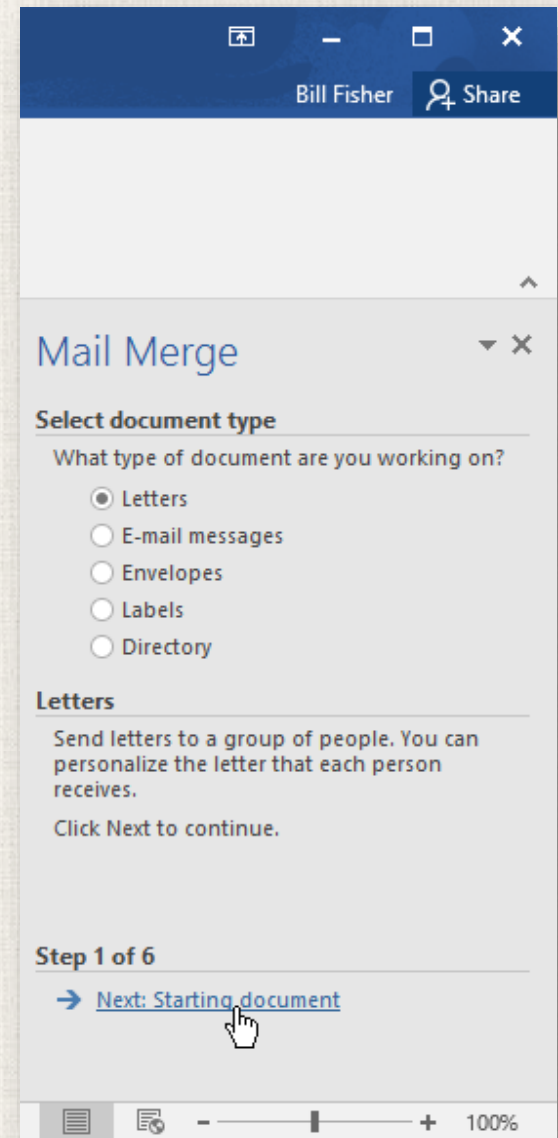 Bill Fisher Share
Mail Merge
Select document type
What type of document are you working on?
Letters
E-mail messages
Envelopes
Labels
Directory
Letters
Send letters to a group of people. You can
personalize the letter that each person
receives.
Click Next to continue.
Step 1 of 6
Next: Starting document
100%